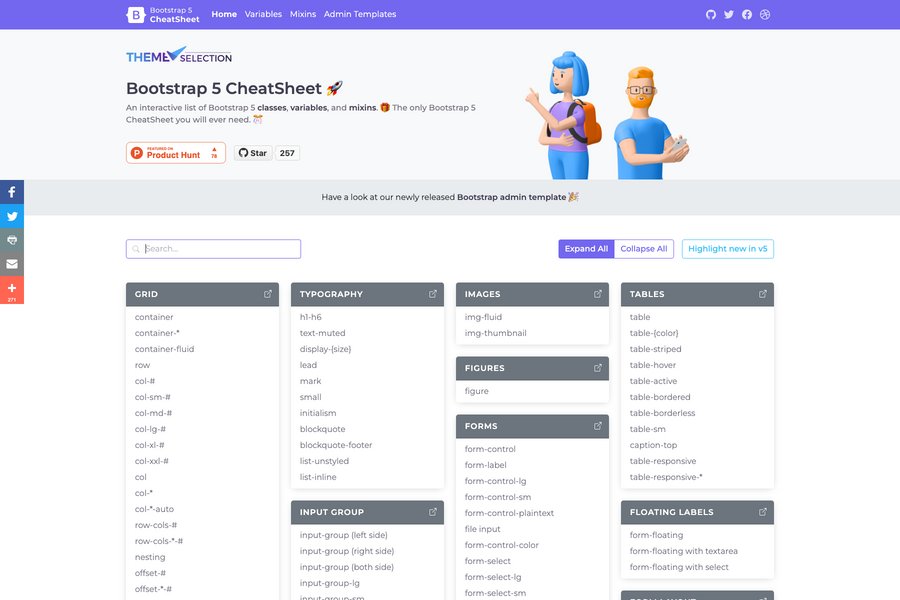 Bootstrap 5
CheatSheet
Home Variables Mixins Admin Templates
THEME SELECTION
Bootstrap 5 CheatSheet 🚀
An interactive list of Bootstrap 5 classes, variables, and mixins. 🎁 The only Bootstrap 5
CheatSheet you will ever need. 🎊
FEATURED ON
Product Hunt
78
Star 257
Have a look at our newly released Bootstrap admin template 🎉
271
Search...
Expand All Collapse All Highlight new in v5
GRID
container
container-*
container-fluid
row
col-#
col-sm-#
col-md-#
col-lg-#
col-xl-#
col-xxl-#
col
col-*
col-*-auto
row-cols-#
row-cols-*-#
nesting
offset-#
offset-*-#
TYPOGRAPHY
h1-h6
text-muted
display-{size}
lead
mark
small
initialism
blockquote
blockquote-footer
list-unstyled
list-inline
INPUT GROUP
input-group (left side)
input-group (right side)
input-group (both side)
input-group-lg
input-group-sm
IMAGES
img-fluid
img-thumbnail
FIGURES
figure
FORMS
form-control
form-label
form-control-lg
form-control-sm
form-control-plaintext
file input
form-control-color
form-select
form-select-lg
form-select-sm
TABLES
table
table-{color}
table-striped
table-hover
table-active
table-bordered
table-borderless
table-sm
caption-top
table-responsive
table-responsive-*
FLOATING LABELS
form-floating
form-floating with textarea
form-floating with select